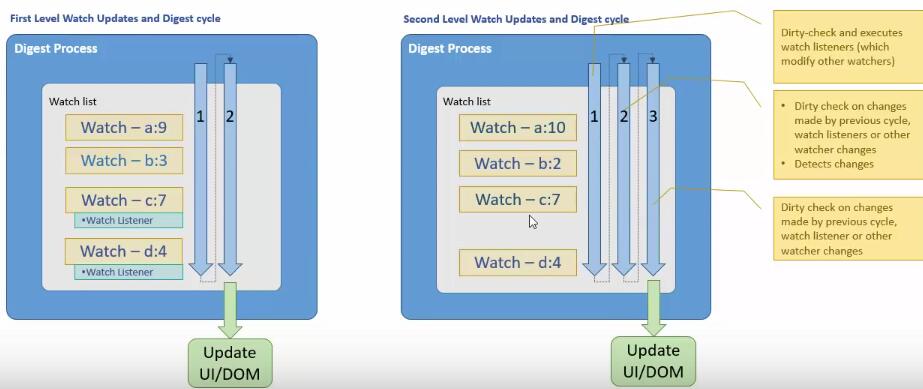 First Level Watch Updates and Digest cycle
Digest Process
Watch list
Watch – a:9
Watch – b:3
Watch – c:7
•Watch Listener
Watch – d:4
•Watch Listener
1
2
Update
UI/DOM
Second Level Watch Updates and Digest cycle
Digest Process
Watch list
Watch – a:10
Watch – b:2
Watch – c:7
Watch – d:4
1
2
3
Update
UI/DOM
Dirty-check and executes
watch listeners (which
modify other watchers)
• Dirty check on changes
made by previous cycle,
watch listeners or other
watcher changes
• Detects changes
Dirty check on changes
made by previous cycle,
watch listener or other
watcher changes